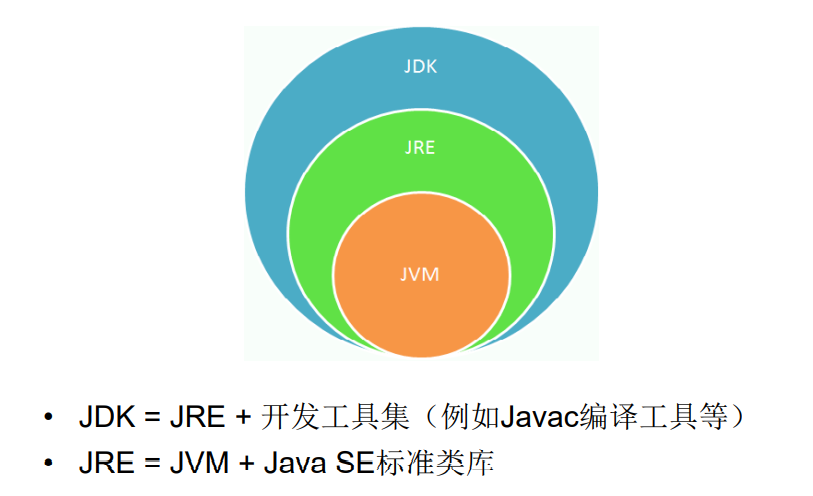 JDK
JRE
JVM
• JDK = JRE + 开发工具集（例如Javac编译工具等）
• JRE = JVM + Java SE标准类库